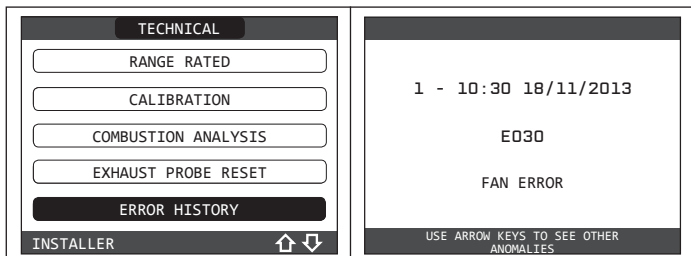 TECHNICAL
RANGE RATED
CALIBRATION
COMBUSTION ANALYSIS
EXHAUST PROBE RESET
ERROR HISTORY
INSTALLER
1 - 10:30 18/11/2013
E030
FAN ERROR
USE ARROW KEYS TO SEE OTHER
ANOMALIES